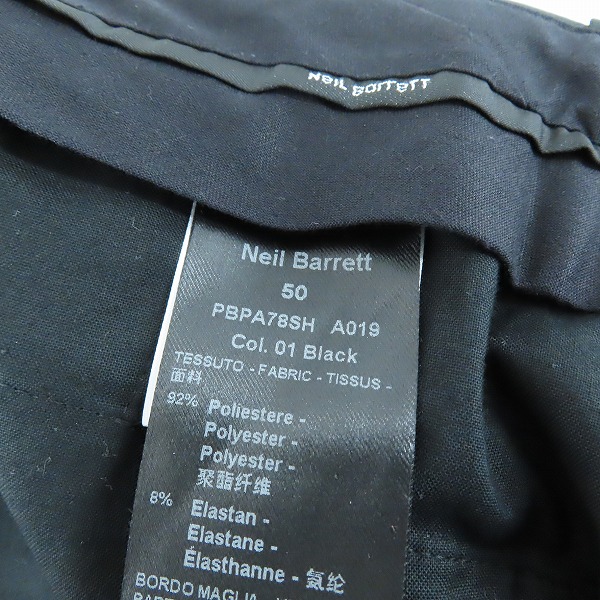 Neil Barrett
Neil Barrett
50
PBPA78SH A019
Col. 01 Black
TESSUTO - FABRIC - TISSUS -
面料
92% Poliestere -
Polyester -
Polyester -
聚酯纤维
8% Elastan -
Elastane -
Élasthanne - 氨纶
BORDO MAGLIA -